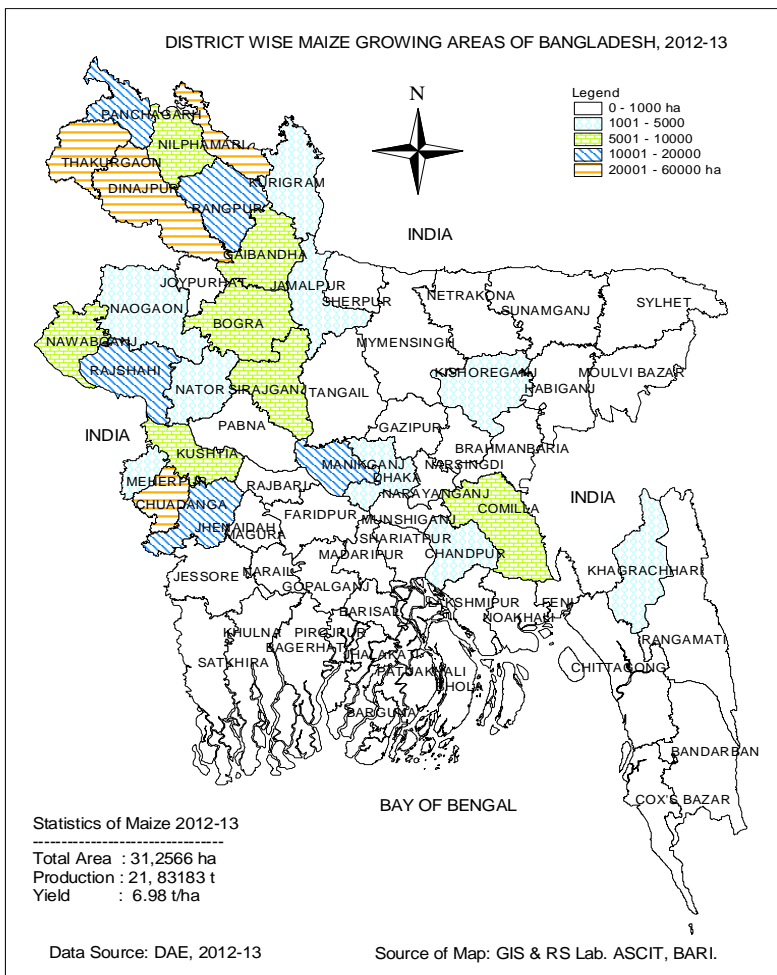 DISTRICT WISE MAIZE GROWING AREAS OF BANGLADESH, 2012-13
Legend
0 - 1000 ha
1001 - 5000
5001 - 10000
10001 - 20000
20001 - 60000 ha
N
PANCHAGARH
NILPHAMARI
THAKURGAON
DINAJPUR
KURIGRAM
RANGPUR
INDIA
GAIBANDHA
JOYPURHAT
JAMALPUR
SHERPUR
NETRAKONA
SUNAMGANJ
SYLHET
NAOGAON
BOGRA
NAWABGANJ
MYMENSINGH
RAJSHAHI
KISHOREGANJ
MOULVI BAZAR
HABIGANJ
NATOR
SIRAJGANJ
TANGAIL
PABNA
GAZIPUR
INDIA
BRAHMANBARIA
KUSHTIA
MANIKGANJ
NARSINGDI
DHAKA
MEHERPUR
RAJBARI
NARAYANGANJ
INDIA
CHUADANGA
COMILLA
FARIDPUR
MUNSHIGANJ
JHENAIDAH
MAGURA
SHARIATPUR
MADARIPUR
CHANDPUR
KHAGRACHHARI
JESSORE
NARAIL
GOPALGANJ
BARISAL
LAKSHMIPUR
FENI
NOAKHALI
KHULNA
PIROJPUR
BAGERHAT
JHALAKATI
RANGAMATI
SATKHIRA
PATUAKHALI
CHITTAGONG
BHOLA
BARGUNA
BANDARBAN
COX'S BAZAR
BAY OF BENGAL
Statistics of Maize 2012-13
---------------------------------
Total Area : 31,2566 ha
Production : 21, 83183 t
Yield : 6.98 t/ha
Data Source: DAE, 2012-13
Source of Map: GIS & RS Lab. ASCIT, BARI.